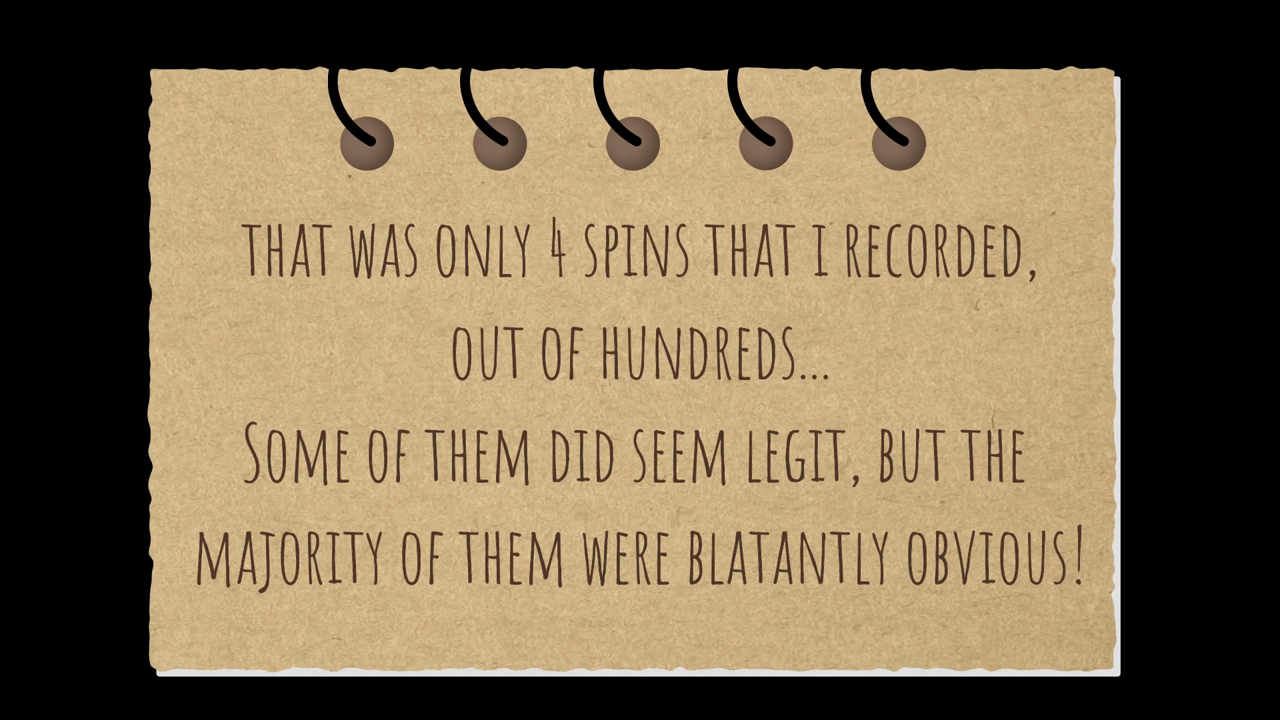 THAT WAS ONLY 4 SPINS THAT I RECORDED,
OUT OF HUNDREDS...
SOME OF THEM DID SEEM LEGIT, BUT THE
MAJORITY OF THEM WERE BLATANTLY OBVIOUS!